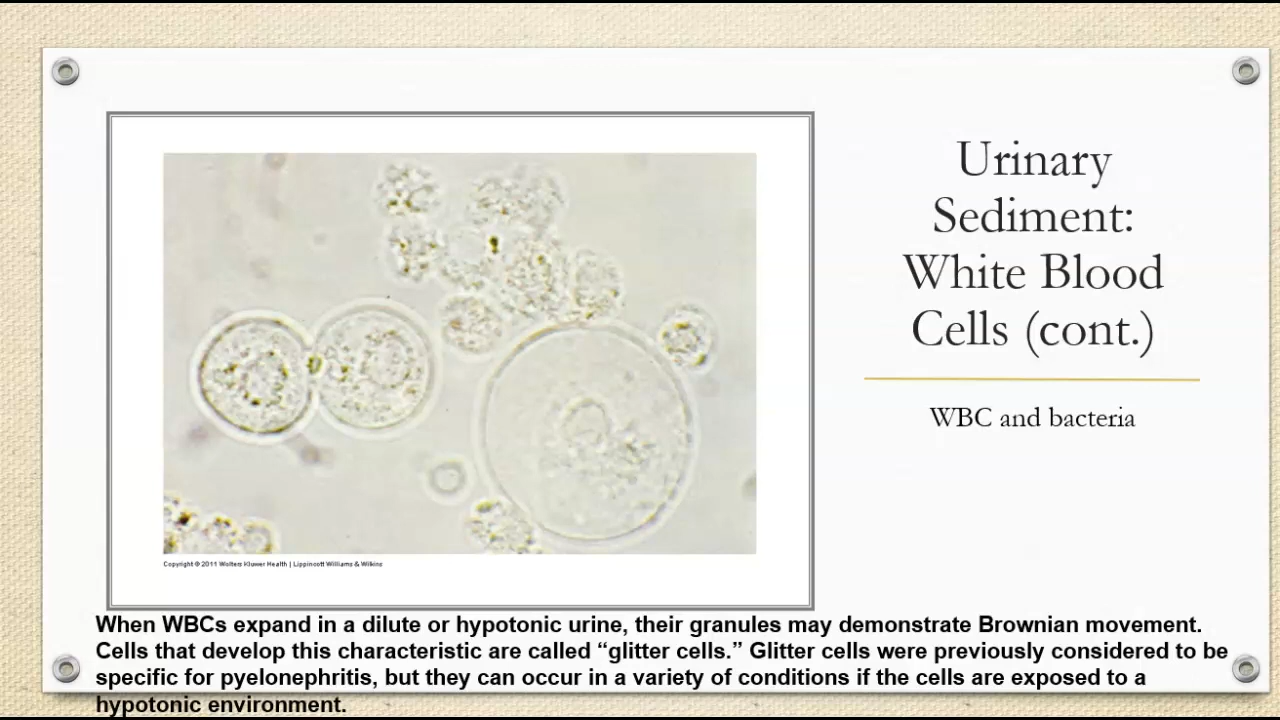 Urinary
Sediment:
White Blood
Cells (cont.)
WBC and bacteria
Copyright © 2011 Wolters Kluwer Health | Lippincott Williams & Wilkins
When WBCs expand in a dilute or hypotonic urine, their granules may demonstrate Brownian movement.
Cells that develop this characteristic are called “glitter cells.” Glitter cells were previously considered to be
specific for pyelonephritis, but they can occur in a variety of conditions if the cells are exposed to a
hypotonic environment.